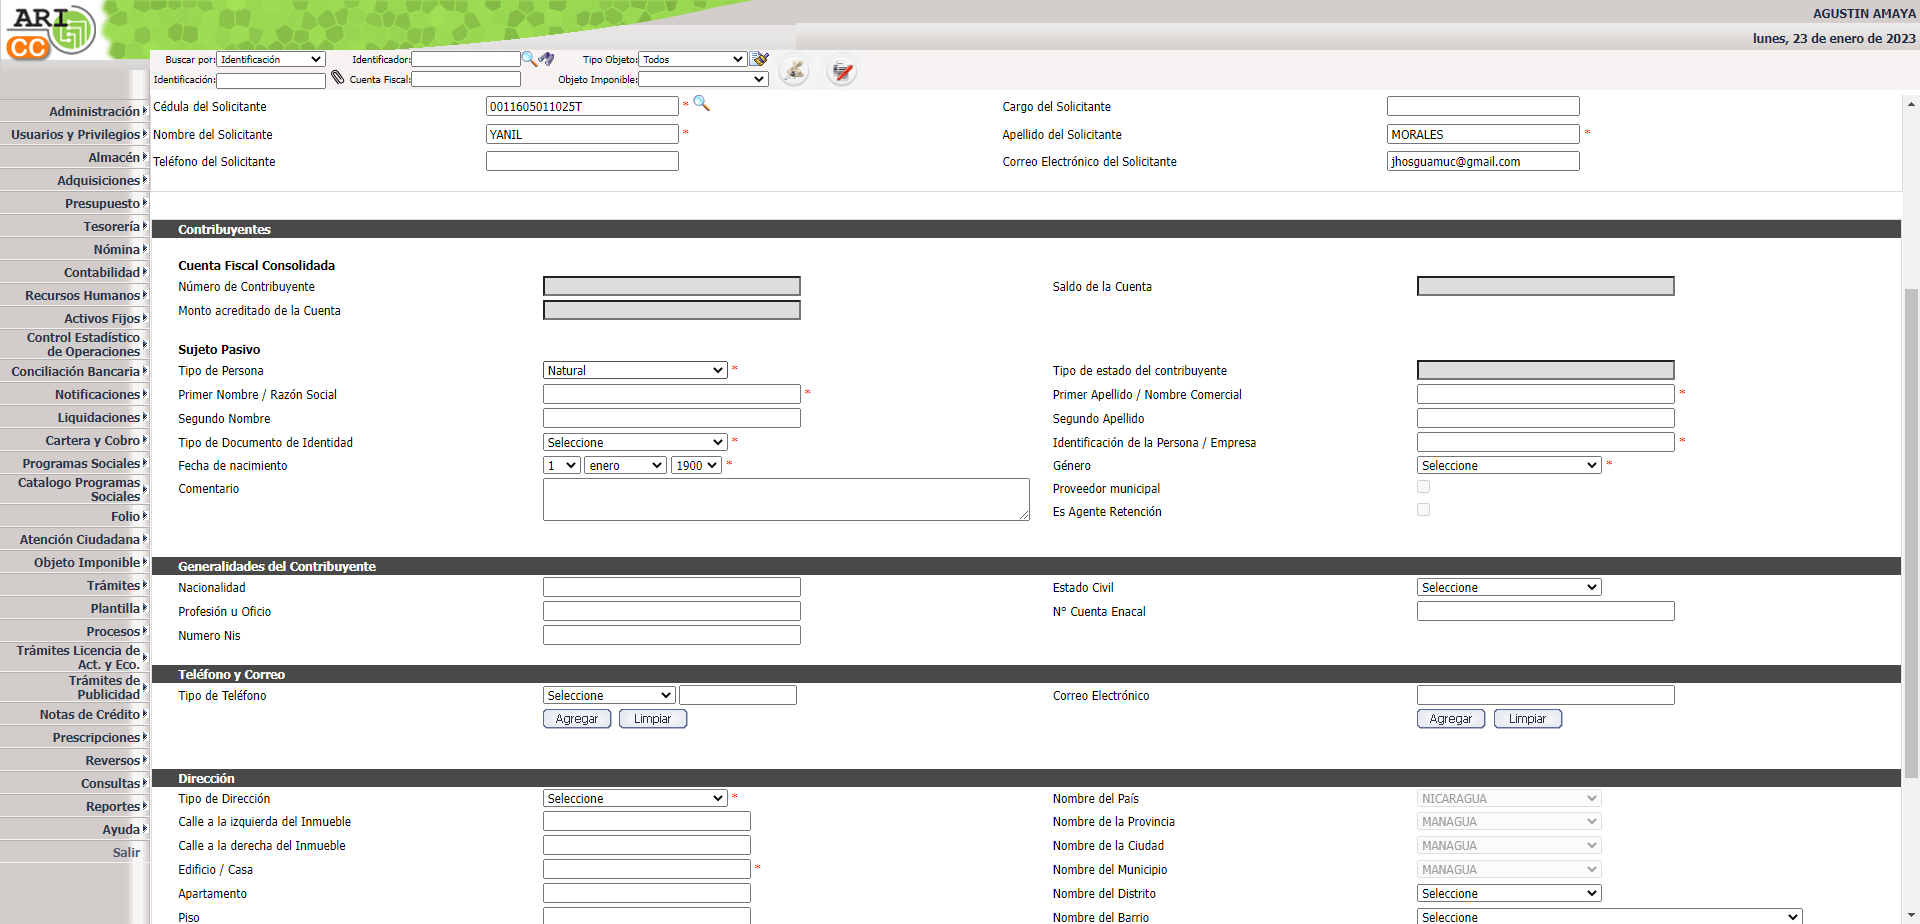 ARI
CC
AGUSTIN AMAYA
lunes, 23 de enero de 2023
Buscar por: Identificación Identificador: Tipo Objeto: Todos
Identificación: Cuenta Fiscal: Objeto Imponible:
Administración
Usuarios y Privilegios
Almacén
Adquisiciones
Presupuesto
Tesorería
Nómina
Contabilidad
Recursos Humanos
Activos Fijos
Control Estadístico
de Operaciones
Conciliación Bancaria
Notificaciones
Liquidaciones
Cartera y Cobro
Programas Sociales
Catalogo Programas
Sociales
Folio
Atención Ciudadana
Objeto Imponible
Trámites
Plantilla
Procesos
Trámites Licencia de
Act. y Eco.
Trámites de
Publicidad
Notas de Crédito
Prescripciones
Reversos
Consultas
Reportes
Ayuda
Salir
Cédula del Solicitante 0011605011025T * Cargo del Solicitante
Nombre del Solicitante YANIL * Apellido del Solicitante MORALES *
Teléfono del Solicitante Correo Electrónico del Solicitante jhosguamuc@gmail.com
Contribuyentes
Cuenta Fiscal Consolidada
Número de Contribuyente Saldo de la Cuenta
Monto acreditado de la Cuenta
Sujeto Pasivo
Tipo de Persona Natural * Tipo de estado del contribuyente
Primer Nombre / Razón Social * Primer Apellido / Nombre Comercial *
Segundo Nombre Segundo Apellido
Tipo de Documento de Identidad Seleccione * Identificación de la Persona / Empresa *
Fecha de nacimiento 1 enero 1900 * Género Seleccione *
Comentario Proveedor municipal
Es Agente Retención
Generalidades del Contribuyente
Nacionalidad Estado Civil Seleccione
Profesión u Oficio N° Cuenta Enacal
Numero Nis
Teléfono y Correo
Tipo de Teléfono Seleccione Correo Electrónico
Agregar Limpiar Agregar Limpiar
Dirección
Tipo de Dirección Seleccione * Nombre del País NICARAGUA
Calle a la izquierda del Inmueble Nombre de la Provincia MANAGUA
Calle a la derecha del Inmueble Nombre de la Ciudad MANAGUA
Edificio / Casa * Nombre del Municipio MANAGUA
Apartamento Nombre del Distrito Seleccione
Piso Nombre del Barrio Seleccione